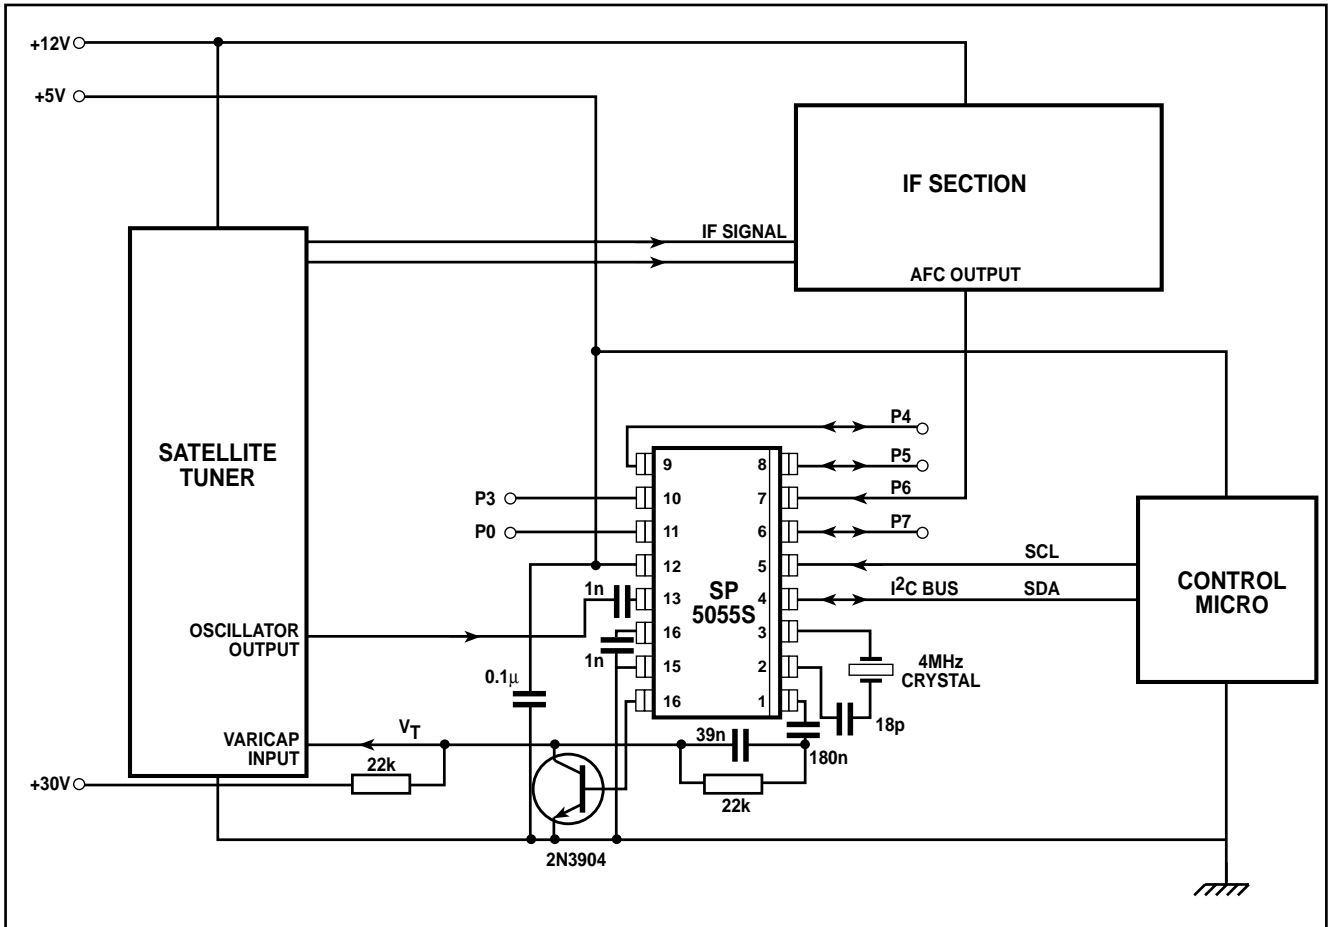 +12V
+5V
IF SECTION
IF SIGNAL
AFC OUTPUT
SATELLITE
TUNER
P4
P5
P6
P7
P3
P0
9
8
10
7
11
6
12
5
13
4
16
3
15
2
16
1
SP
5055S
SCL
I²C BUS
SDA
CONTROL
MICRO
1n
1n
OSCILLATOR
OUTPUT
4MHz
CRYSTAL
0.1µ
18p
VT
39n
180n
VARICAP
INPUT
22k
+30V
22k
2N3904